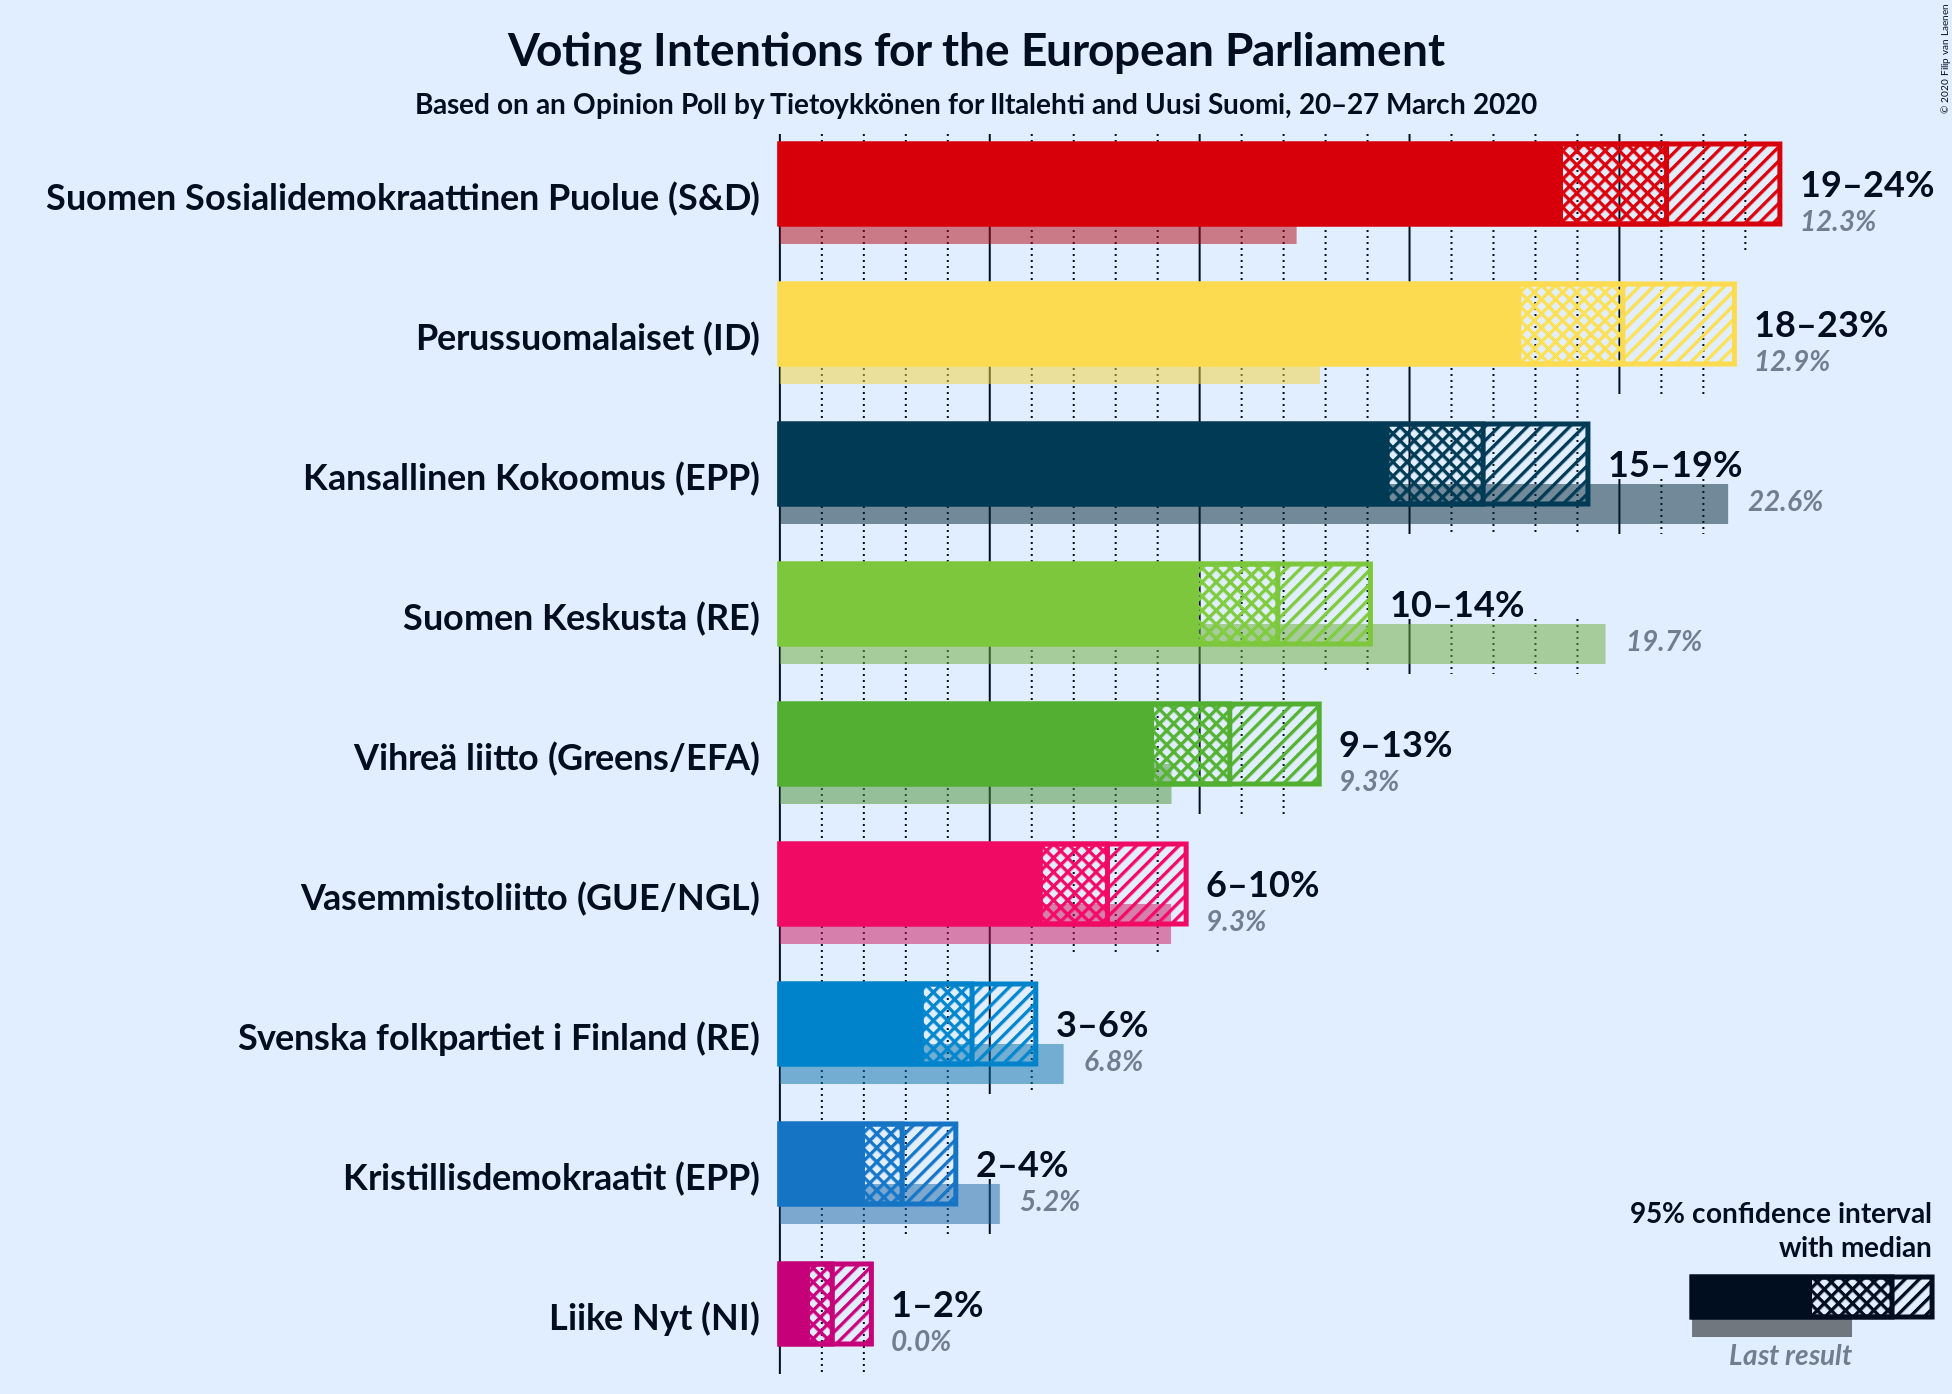 Voting Intentions for the European Parliament
Based on an Opinion Poll by Tietoykkönen for Iltalehti and Uusi Suomi, 20–27 March 2020
© 2020 Filip van Laenen
Suomen Sosialidemokraattinen Puolue (S&D)
19–24%
12.3%
Perussuomalaiset (ID)
18–23%
12.9%
Kansallinen Kokoomus (EPP)
15–19%
22.6%
Suomen Keskusta (RE)
10–14%
19.7%
Vihreä liitto (Greens/EFA)
9–13%
9.3%
Vasemmistoliitto (GUE/NGL)
6–10%
9.3%
Svenska folkpartiet i Finland (RE)
3–6%
6.8%
Kristillisdemokraatit (EPP)
2–4%
5.2%
Liike Nyt (NI)
1–2%
0.0%
95% confidence interval
with median
Last result